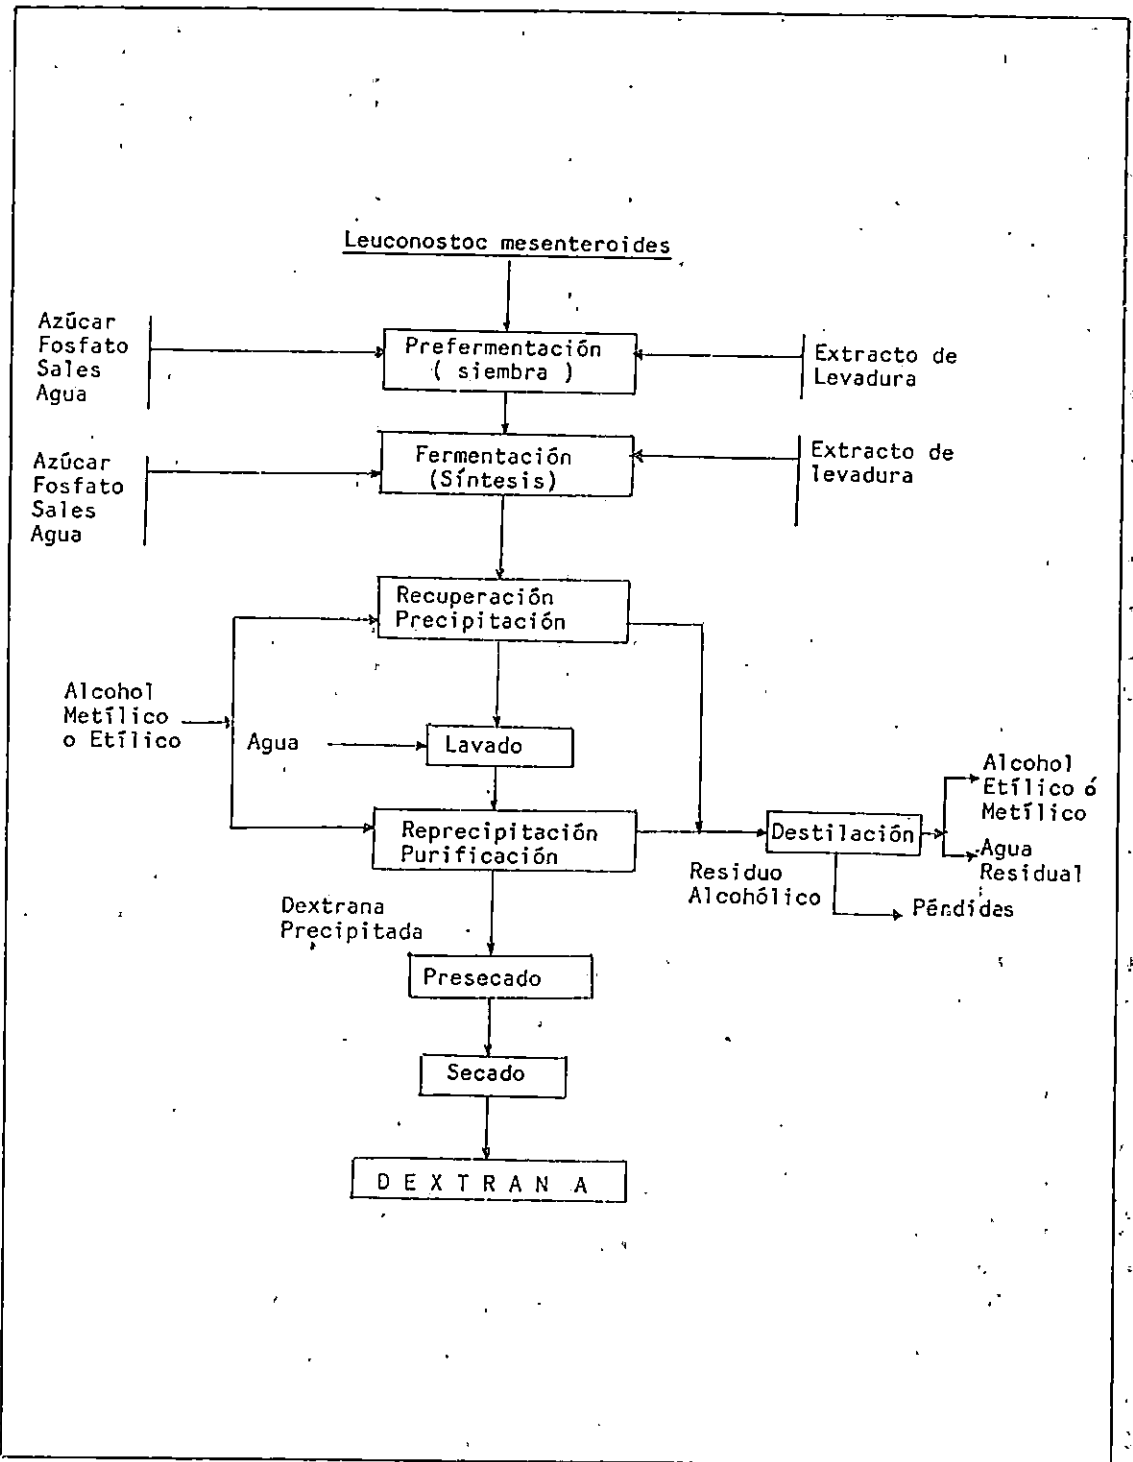 Leuconostoc mesenteroides
Azúcar
Fosfato
Sales
Agua
Prefermentación
( siembra )
Extracto de
Levadura
Azúcar
Fosfato
Sales
Agua
Fermentación
(Síntesis)
Extracto de
levadura
Recuperación
Precipitación
Alcohol
Metílico
o Etílico
Agua
Lavado
Reprecipitación
Purificación
Residuo
Alcohólico
Destilación
Alcohol
Etílico ó
Metílico
Agua
Residual
Pérdidas
Dextrana
Precipitada
Presecado
Secado
D E X T R A N A